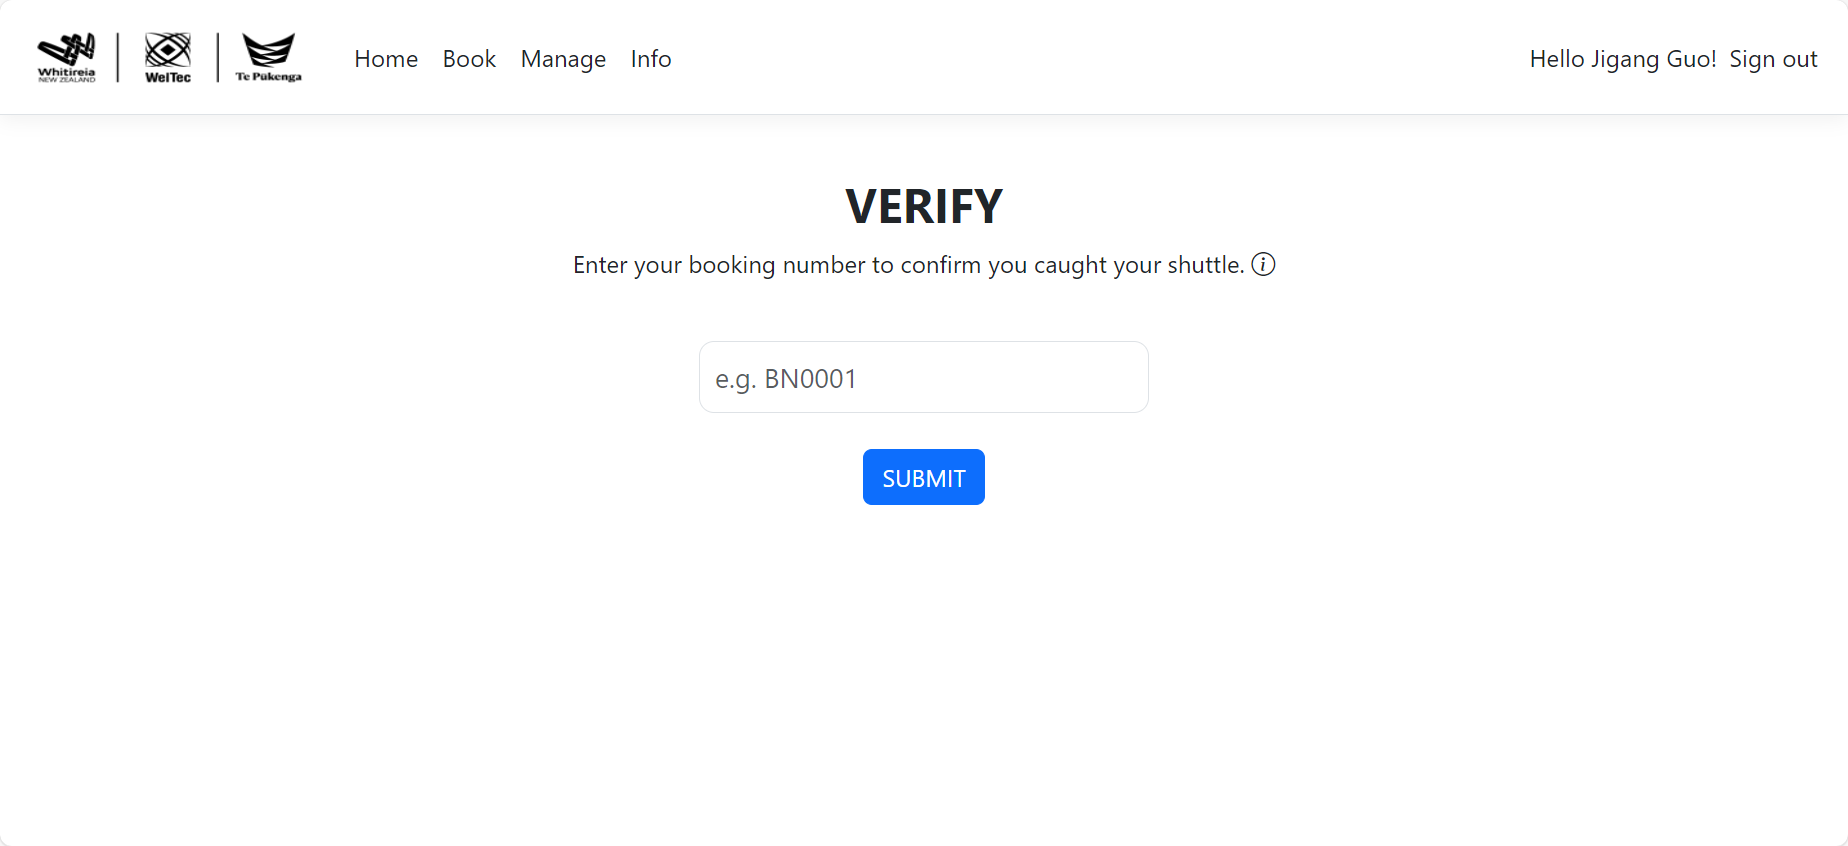 Whitireia
NEW ZEALAND
WelTec
Te Pūkenga
Home Book Manage Info
Hello Jigang Guo! Sign out
VERIFY
Enter your booking number to confirm you caught your shuttle.
e.g. BN0001
SUBMIT